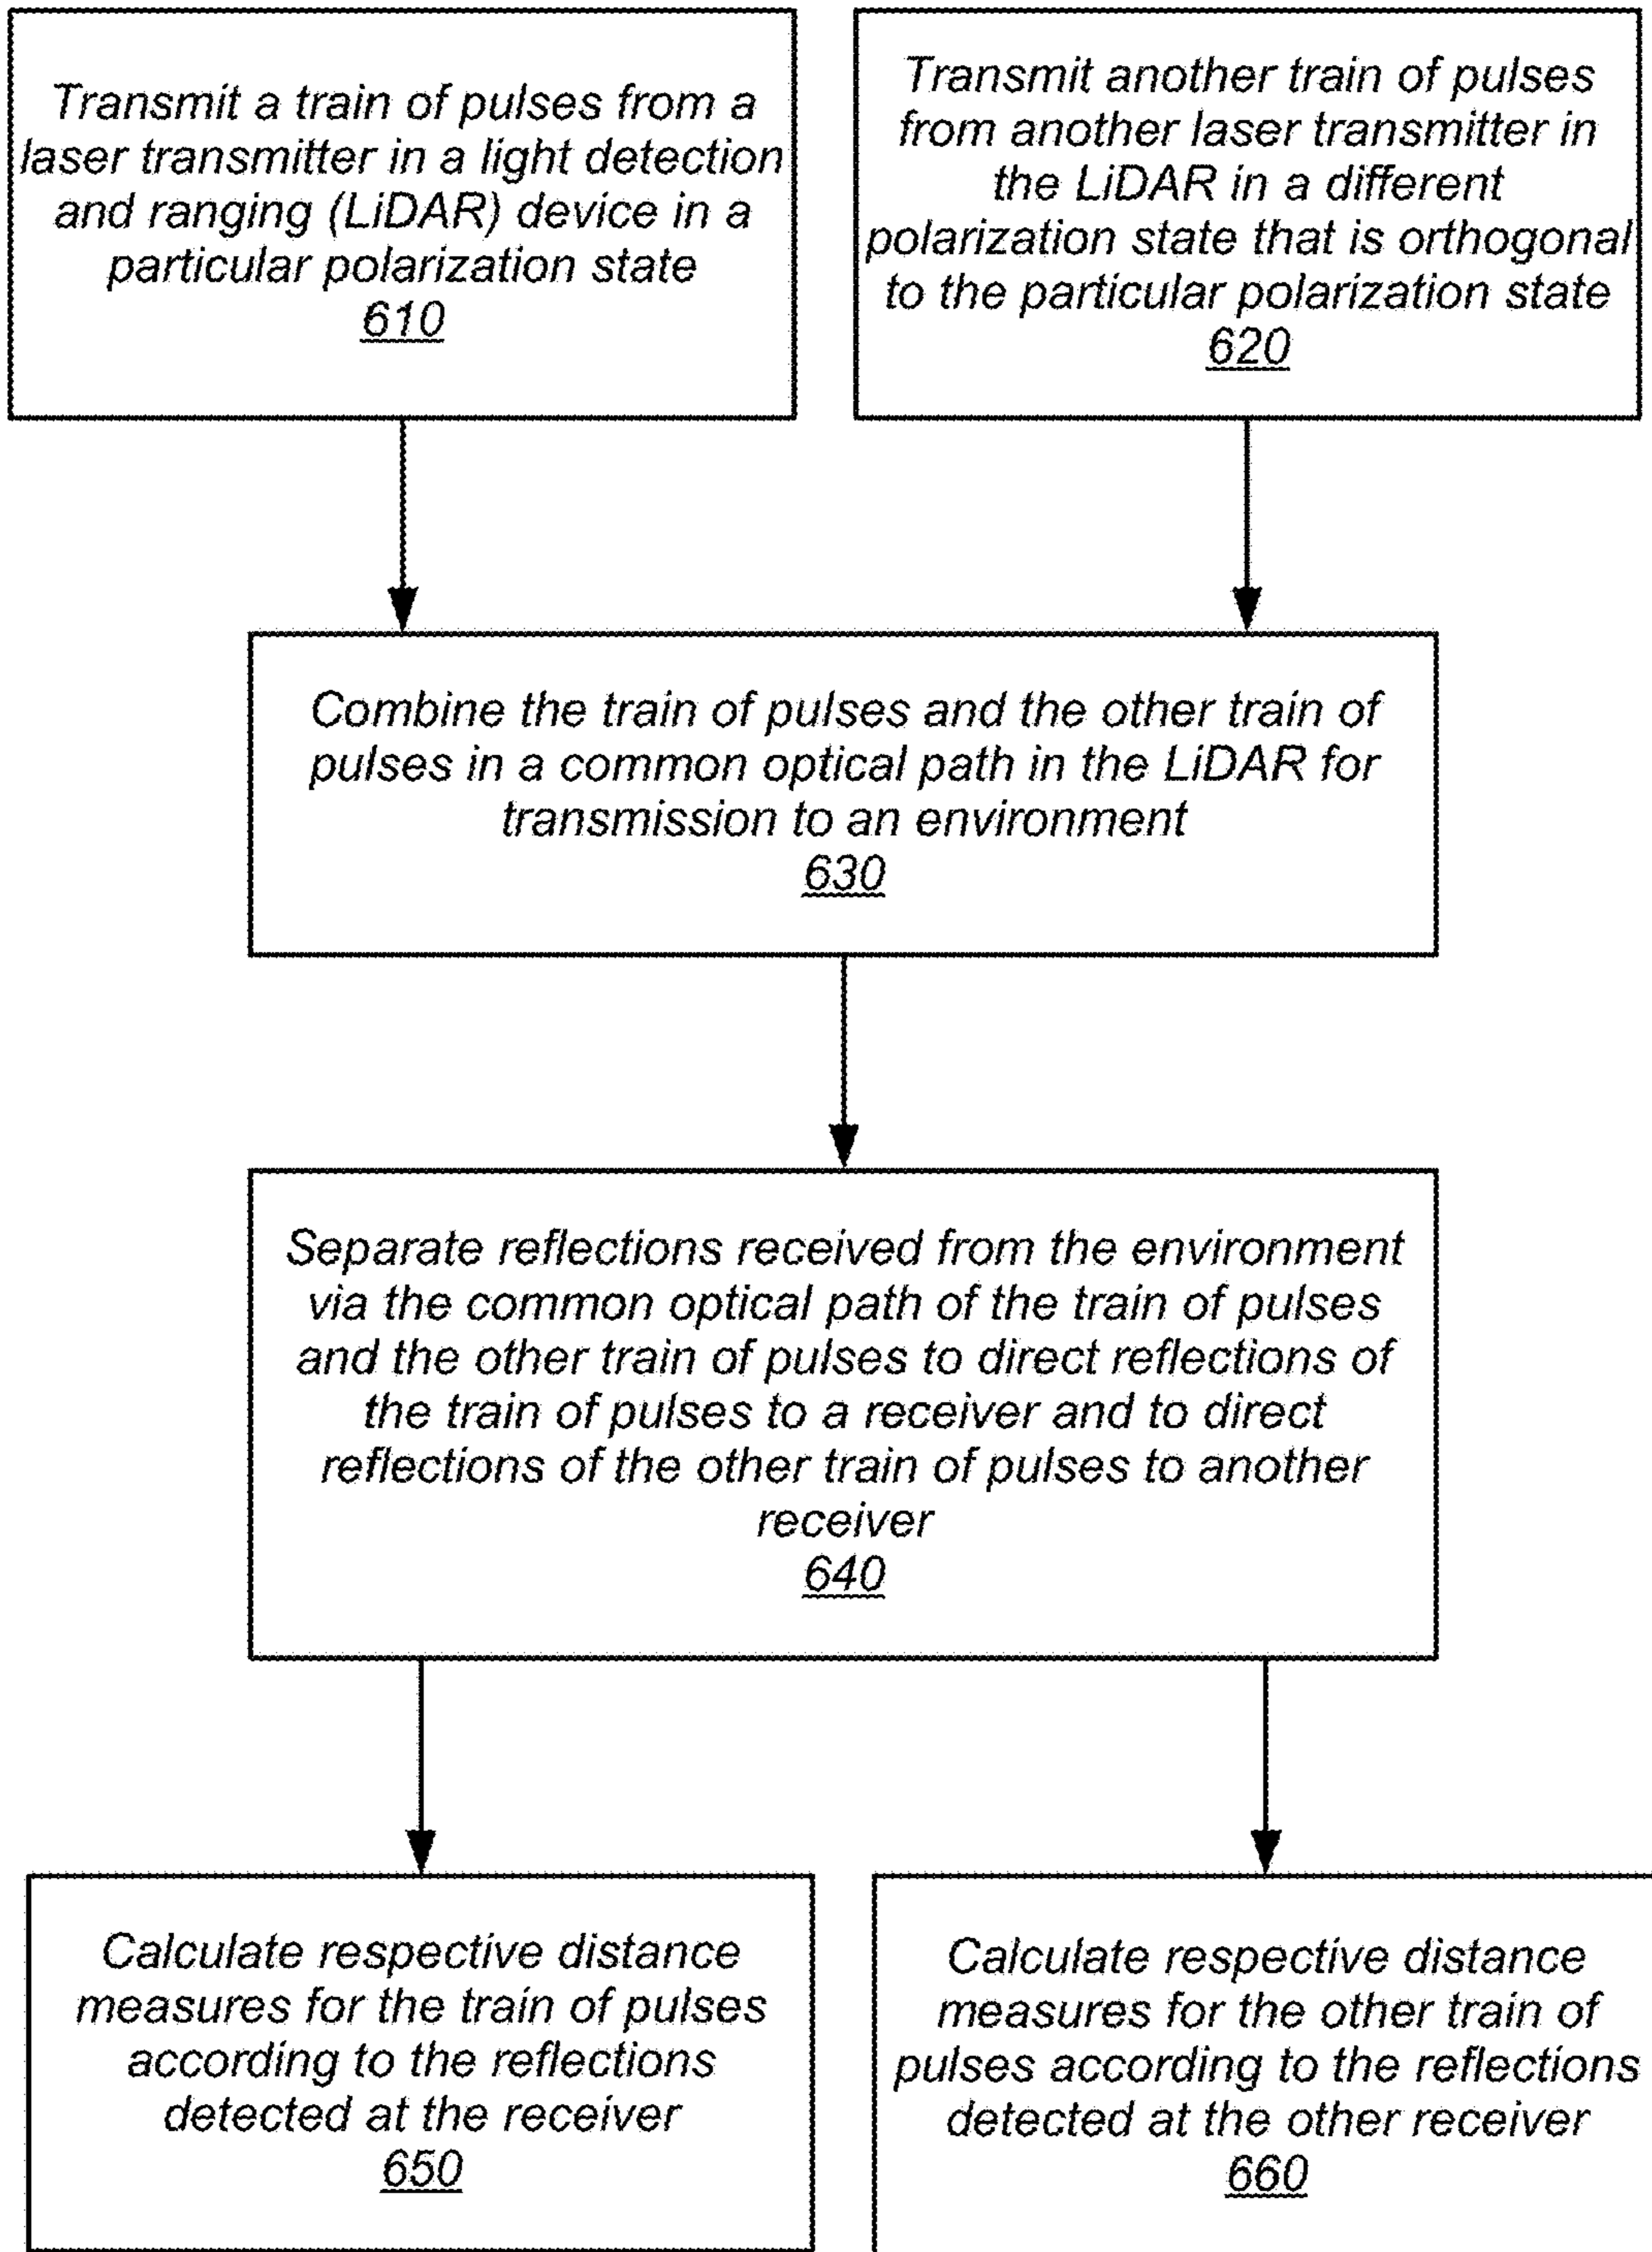 Transmit a train of pulses from a
laser transmitter in a light detection
and ranging (LiDAR) device in a
particular polarization state
610
Transmit another train of pulses
from another laser transmitter in
the LiDAR in a different
polarization state that is orthogonal
to the particular polarization state
620
Combine the train of pulses and the other train of
pulses in a common optical path in the LiDAR for
transmission to an environment
630
Separate reflections received from the environment
via the common optical path of the train of pulses
and the other train of pulses to direct reflections of
the train of pulses to a receiver and to direct
reflections of the other train of pulses to another
receiver
640
Calculate respective distance
measures for the train of pulses
according to the reflections
detected at the receiver
650
Calculate respective distance
measures for the other train of
pulses according to the reflections
detected at the other receiver
660